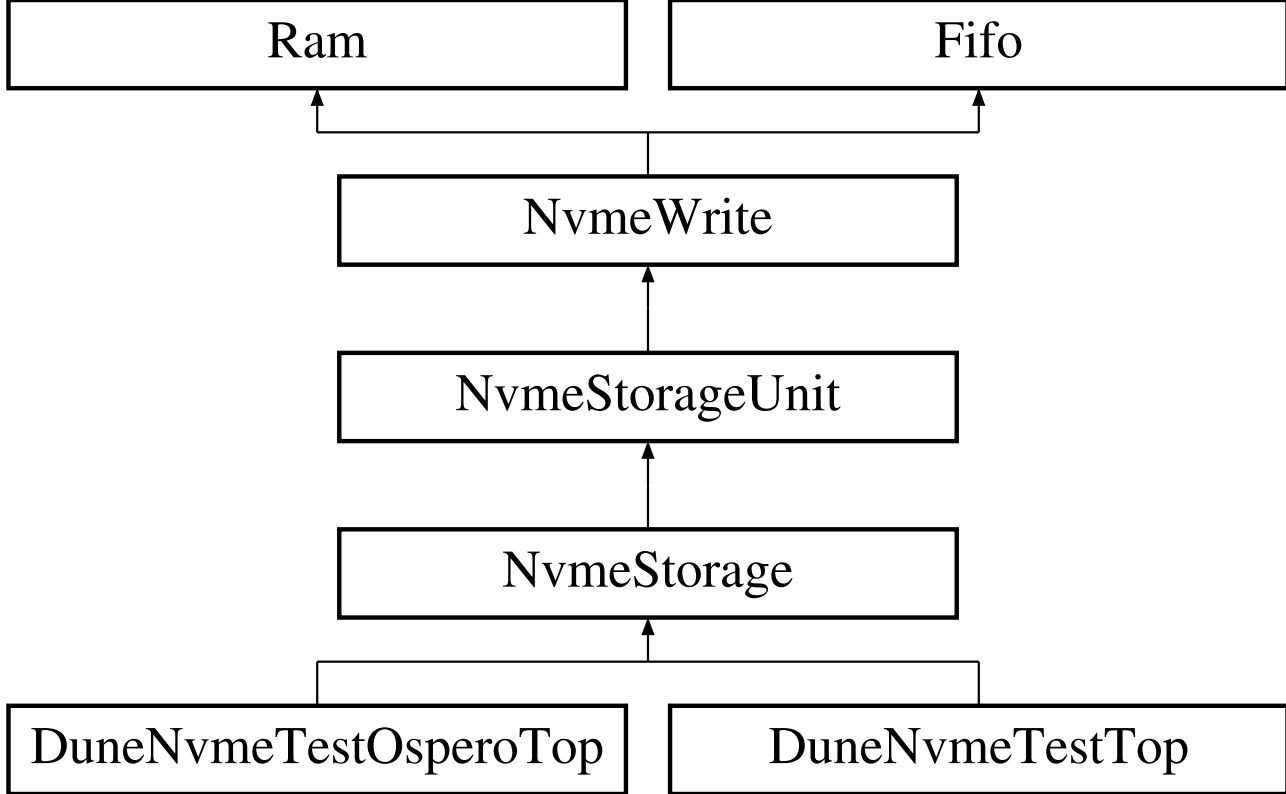 Ram
Fifo
NvmeWrite
NvmeStorageUnit
NvmeStorage
DuneNvmeTestOsperoTop
DuneNvmeTestTop